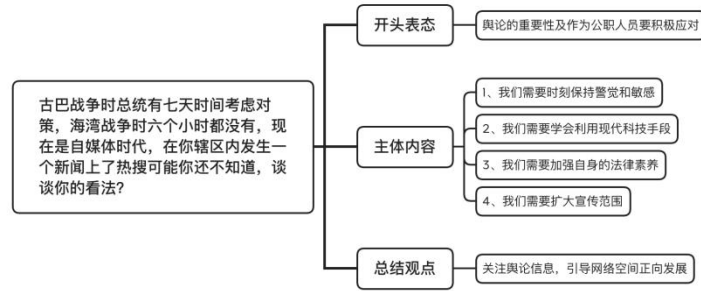 古巴战争时总统有七天时间考虑对
策，海湾战争时六个小时都没有，现
在是自媒体时代，在你辖区内发生一
个新闻上了热搜可能你还不知道，谈
谈你的看法？
开头表态
舆论的重要性及作为公职人员要积极应对
主体内容
1、我们需要时刻保持警觉和敏感
2、我们需要学会利用现代科技手段
3、我们需要加强自身的法律素养
4、我们需要扩大宣传范围
总结观点
关注舆论信息，引导网络空间正向发展